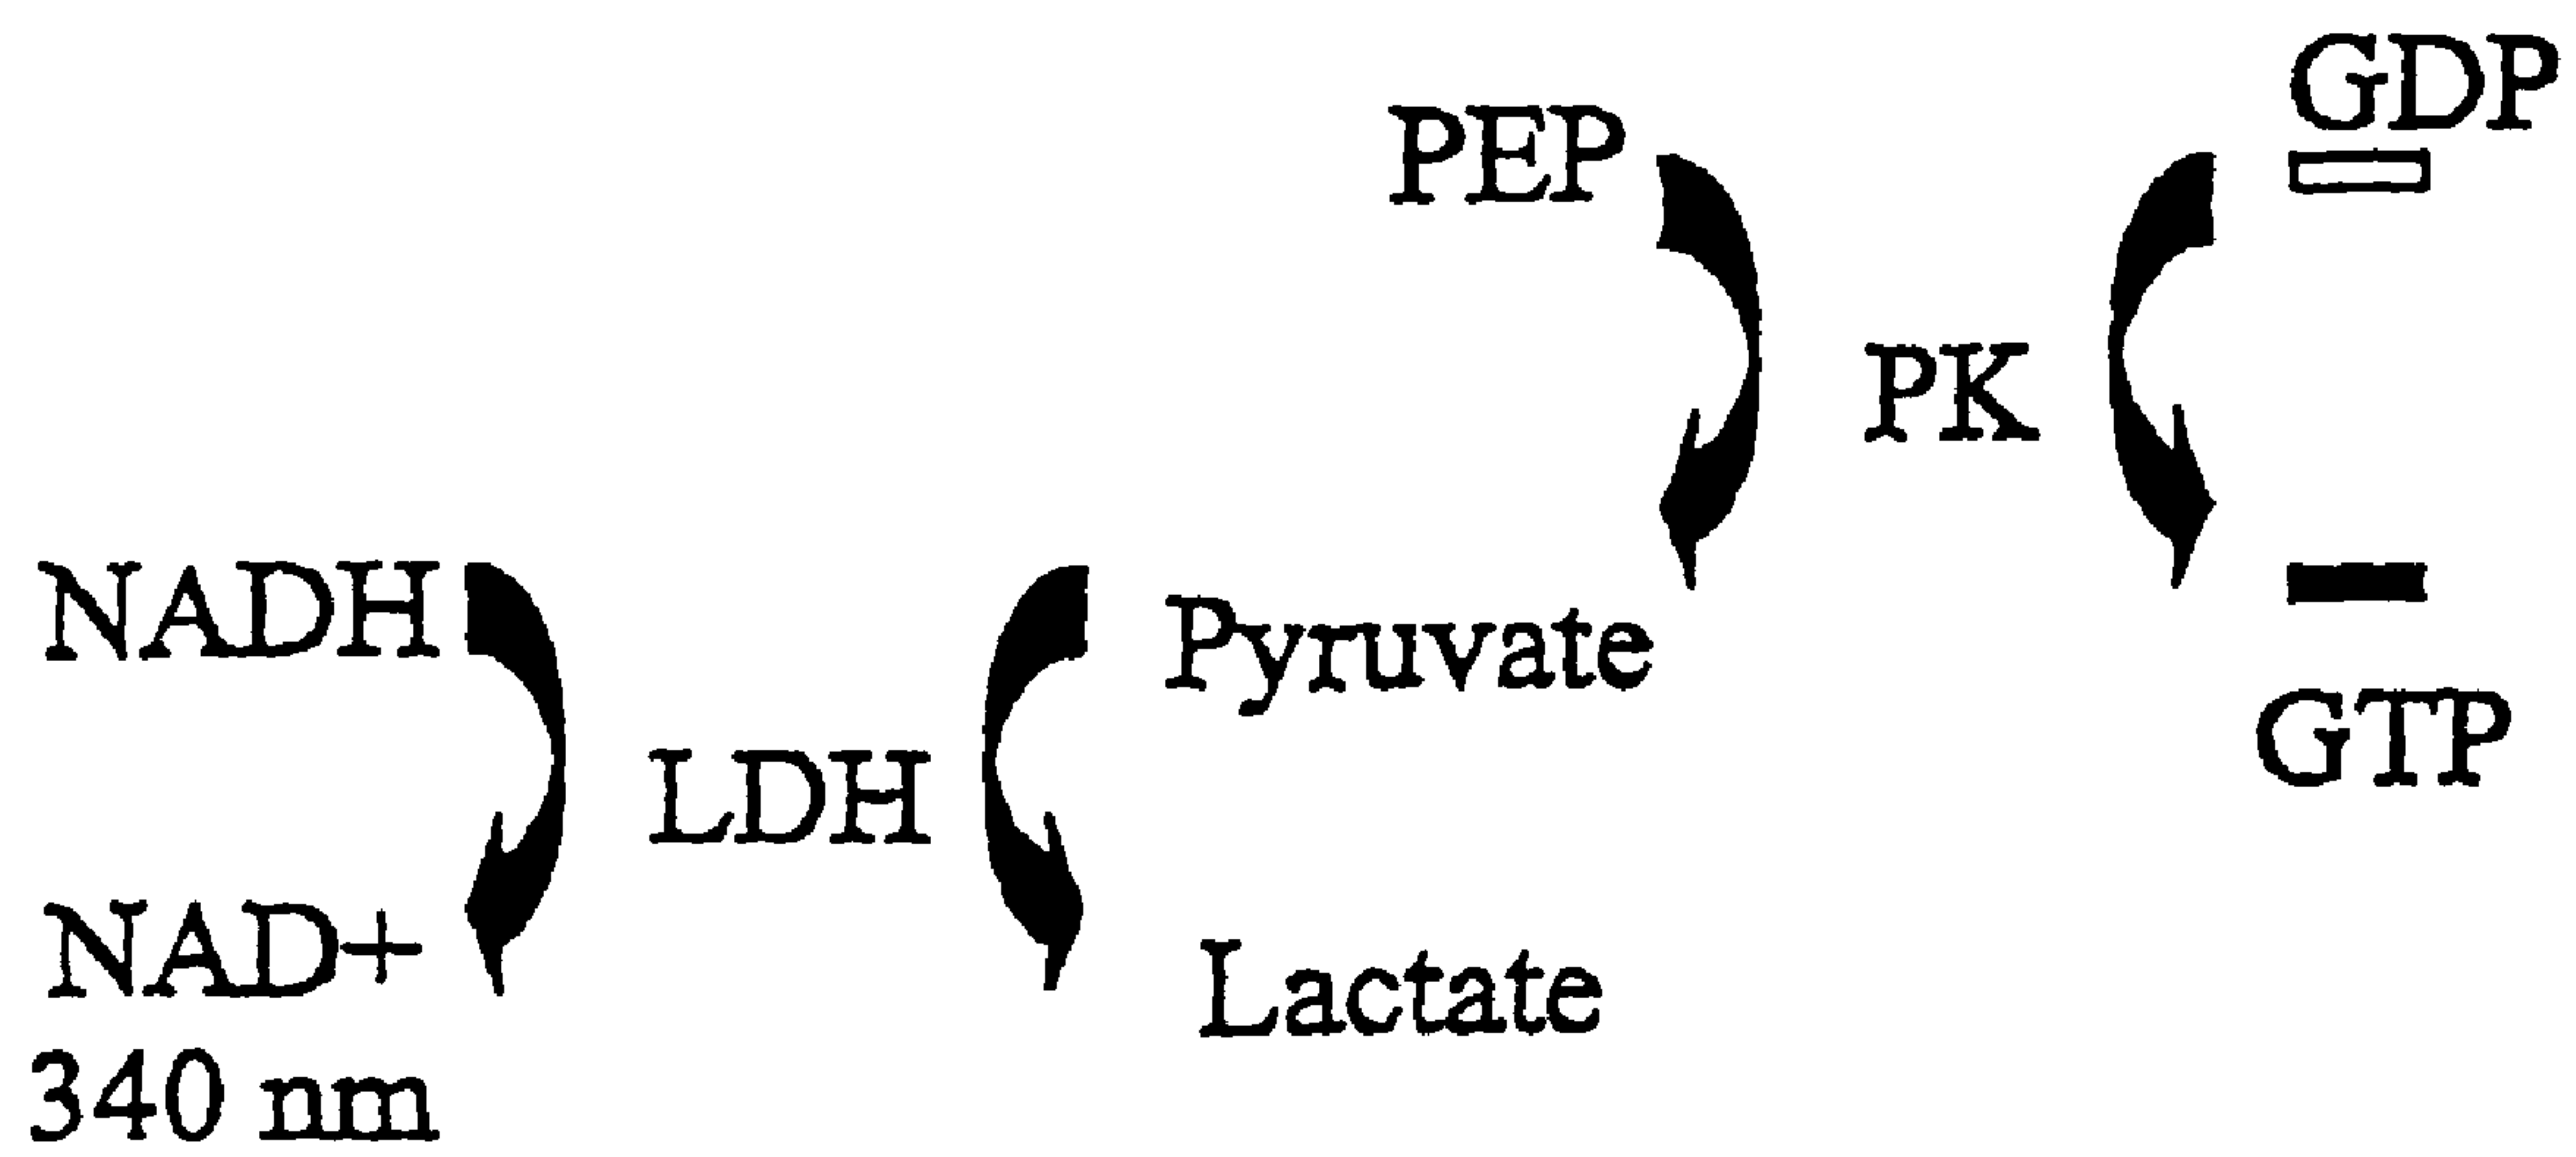 GDP
PEP
PK
NADH
Pyruvate
GTP
LDH
NAD+
Lactate
340 nm